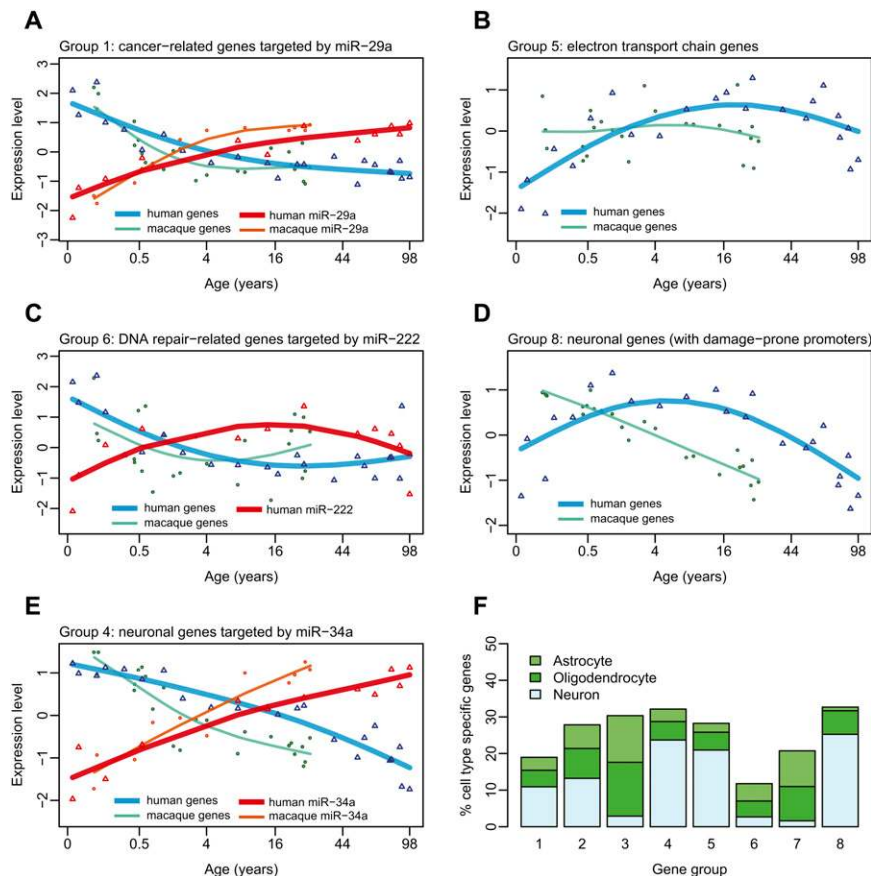 A
Group 1: cancer-related genes targeted by miR-29a
Expression level
3
2
1
0
-1
-2
-3
human genes
macaque genes
human miR-29a
macaque miR-29a
0 0.5 4 16 44 98
Age (years)
B
Group 5: electron transport chain genes
Expression level
1
0
-1
-2
human genes
macaque genes
0 0.5 4 16 44 98
Age (years)
C
Group 6: DNA repair-related genes targeted by miR-222
Expression level
3
2
1
0
-1
-2
human genes
macaque genes
human miR-222
0 0.5 4 16 44 98
Age (years)
D
Group 8: neuronal genes (with damage-prone promoters)
Expression level
1
0
-1
-2
human genes
macaque genes
0 0.5 4 16 44 98
Age (years)
E
Group 4: neuronal genes targeted by miR-34a
Expression level
1
0
-1
-2
human genes
macaque genes
human miR-34a
macaque miR-34a
0 0.5 4 16 44 98
Age (years)
F
% cell type specific genes
50
40
30
20
10
0
Astrocyte
Oligodendrocyte
Neuron
1 2 3 4 5 6 7 8
Gene group